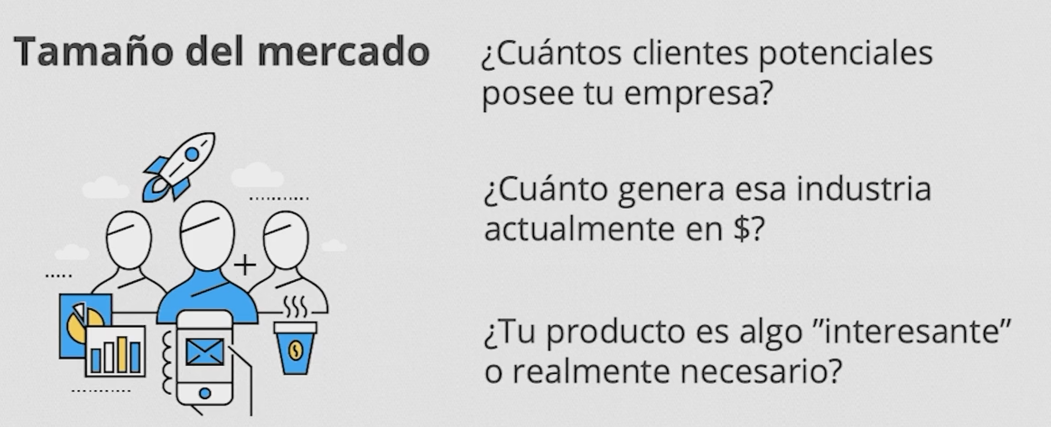 Tamaño del mercado
¿Cuántos clientes potenciales
posee tu empresa?
¿Cuánto genera esa industria
actualmente en $?
¿Tu producto es algo ”interesante”
o realmente necesario?